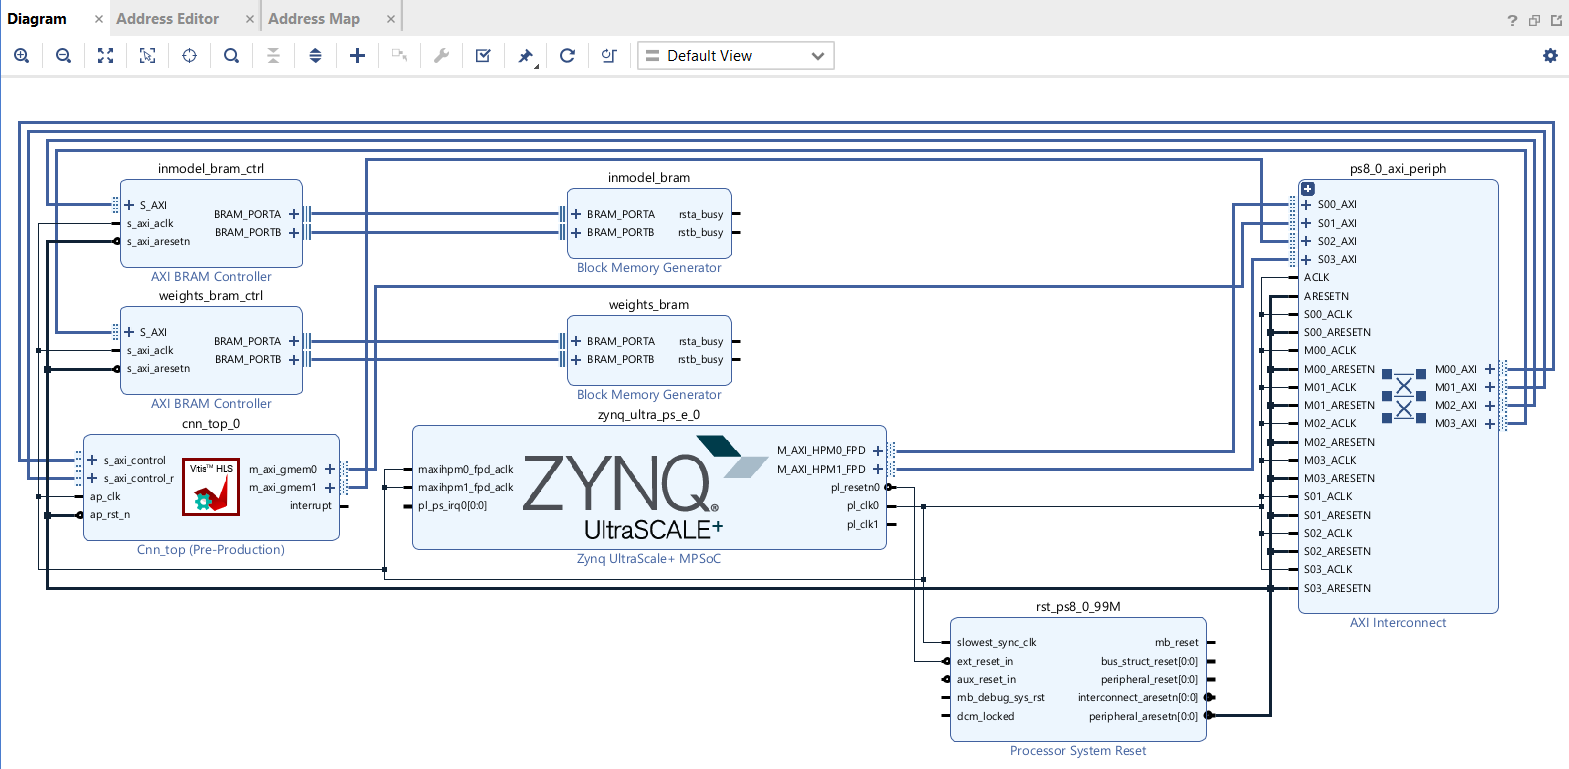 Diagram × Address Editor × Address Map ×
? 
Default View
inmodel_bram_ctrl
S_AXI
s_axi_aclk
s_axi_aresetn
BRAM_PORTA
BRAM_PORTB
AXI BRAM Controller
inmodel_bram
BRAM_PORTA
BRAM_PORTB
rsta_busy
rstb_busy
Block Memory Generator
weights_bram_ctrl
S_AXI
s_axi_aclk
s_axi_aresetn
BRAM_PORTA
BRAM_PORTB
AXI BRAM Controller
weights_bram
BRAM_PORTA
BRAM_PORTB
rsta_busy
rstb_busy
Block Memory Generator
cnn_top_0
s_axi_control
s_axi_control_r
ap_clk
ap_rst_n
Vitis™ HLS
m_axi_gmem0
m_axi_gmem1
interrupt
Cnn_top (Pre-Production)
zynq_ultra_ps_e_0
maxihpm0_fpd_aclk
maxihpm1_fpd_aclk
pl_ps_irq0[0:0]
ZYNQ®
UltraSCALE+
M_AXI_HPM0_FPD
M_AXI_HPM1_FPD
pl_resetn0
pl_clk0
pl_clk1
Zynq UltraScale+ MPSoC
ps8_0_axi_periph
S00_AXI
S01_AXI
S02_AXI
S03_AXI
ACLK
ARESETN
S00_ACLK
S00_ARESETN
M00_ACLK
M00_ARESETN
M01_ACLK
M01_ARESETN
M02_ACLK
M02_ARESETN
M03_ACLK
M03_ARESETN
S01_ACLK
S01_ARESETN
S02_ACLK
S02_ARESETN
S03_ACLK
S03_ARESETN
M00_AXI
M01_AXI
M02_AXI
M03_AXI
AXI Interconnect
rst_ps8_0_99M
slowest_sync_clk
ext_reset_in
aux_reset_in
mb_debug_sys_rst
dcm_locked
mb_reset
bus_struct_reset[0:0]
peripheral_reset[0:0]
interconnect_aresetn[0:0]
peripheral_aresetn[0:0]
Processor System Reset